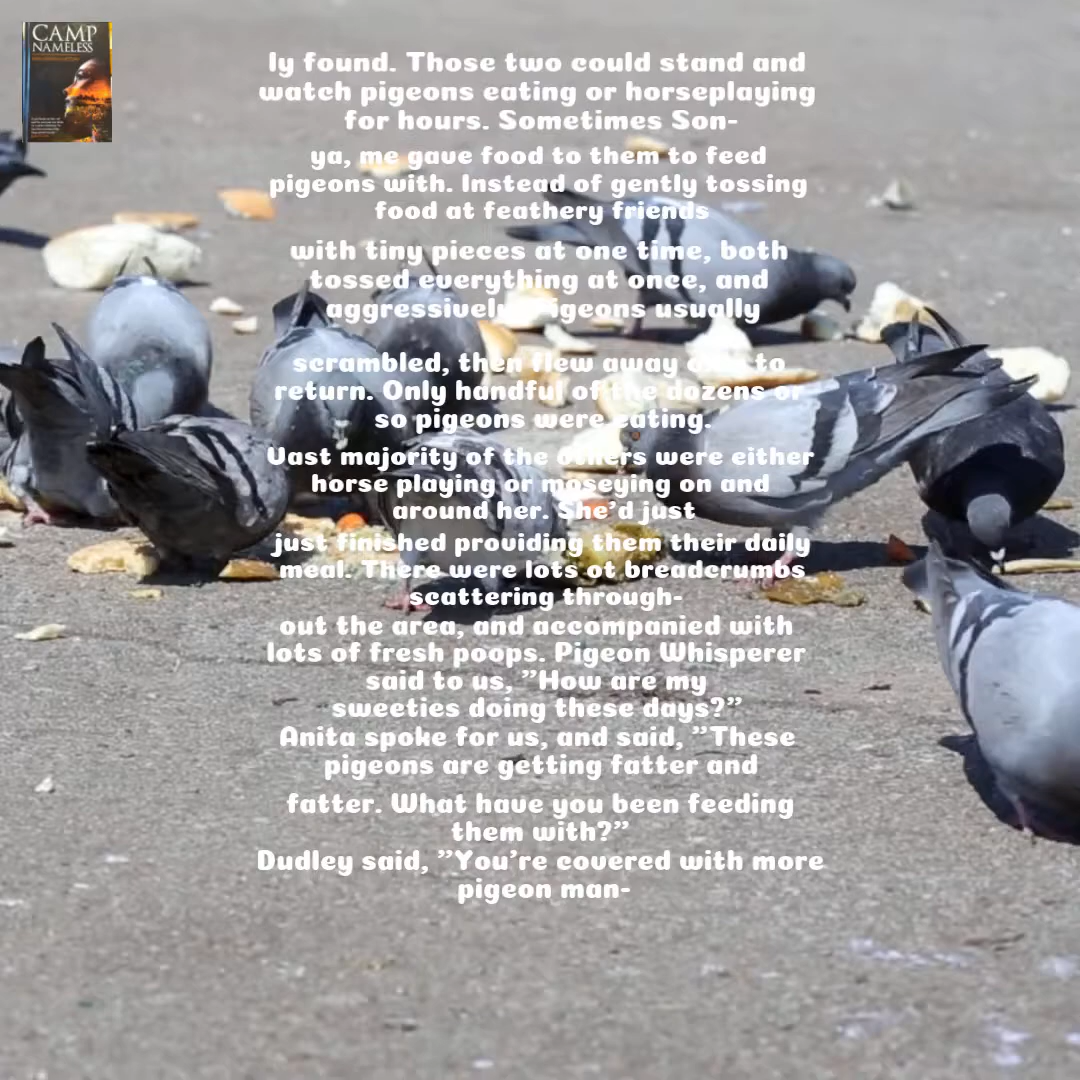 CAMP
NAMELESS
ly found. Those two could stand and
watch pigeons eating or horseplaying
for hours. Sometimes Son-
ya, me gave food to them to feed
pigeons with. Instead of gently tossing
food at feathery friends
with tiny pieces at one time, both
tossed everything at once, and
aggressively. Pigeons usually
scrambled, then flew away only to
return. Only handful of the dozens or
so pigeons were eating.
Vast majority of the others were either
horse playing or moseying on and
around her. She'd just
just finished providing them their daily
meal. There were lots ot breadcrumbs
scattering through-
out the area, and accompanied with
lots of fresh poops. Pigeon Whisperer
said to us, "How are my
sweeties doing these days?"
Anita spoke for us, and said, "These
pigeons are getting fatter and
fatter. What have you been feeding
them with?"
Dudley said, "You're covered with more
pigeon man-